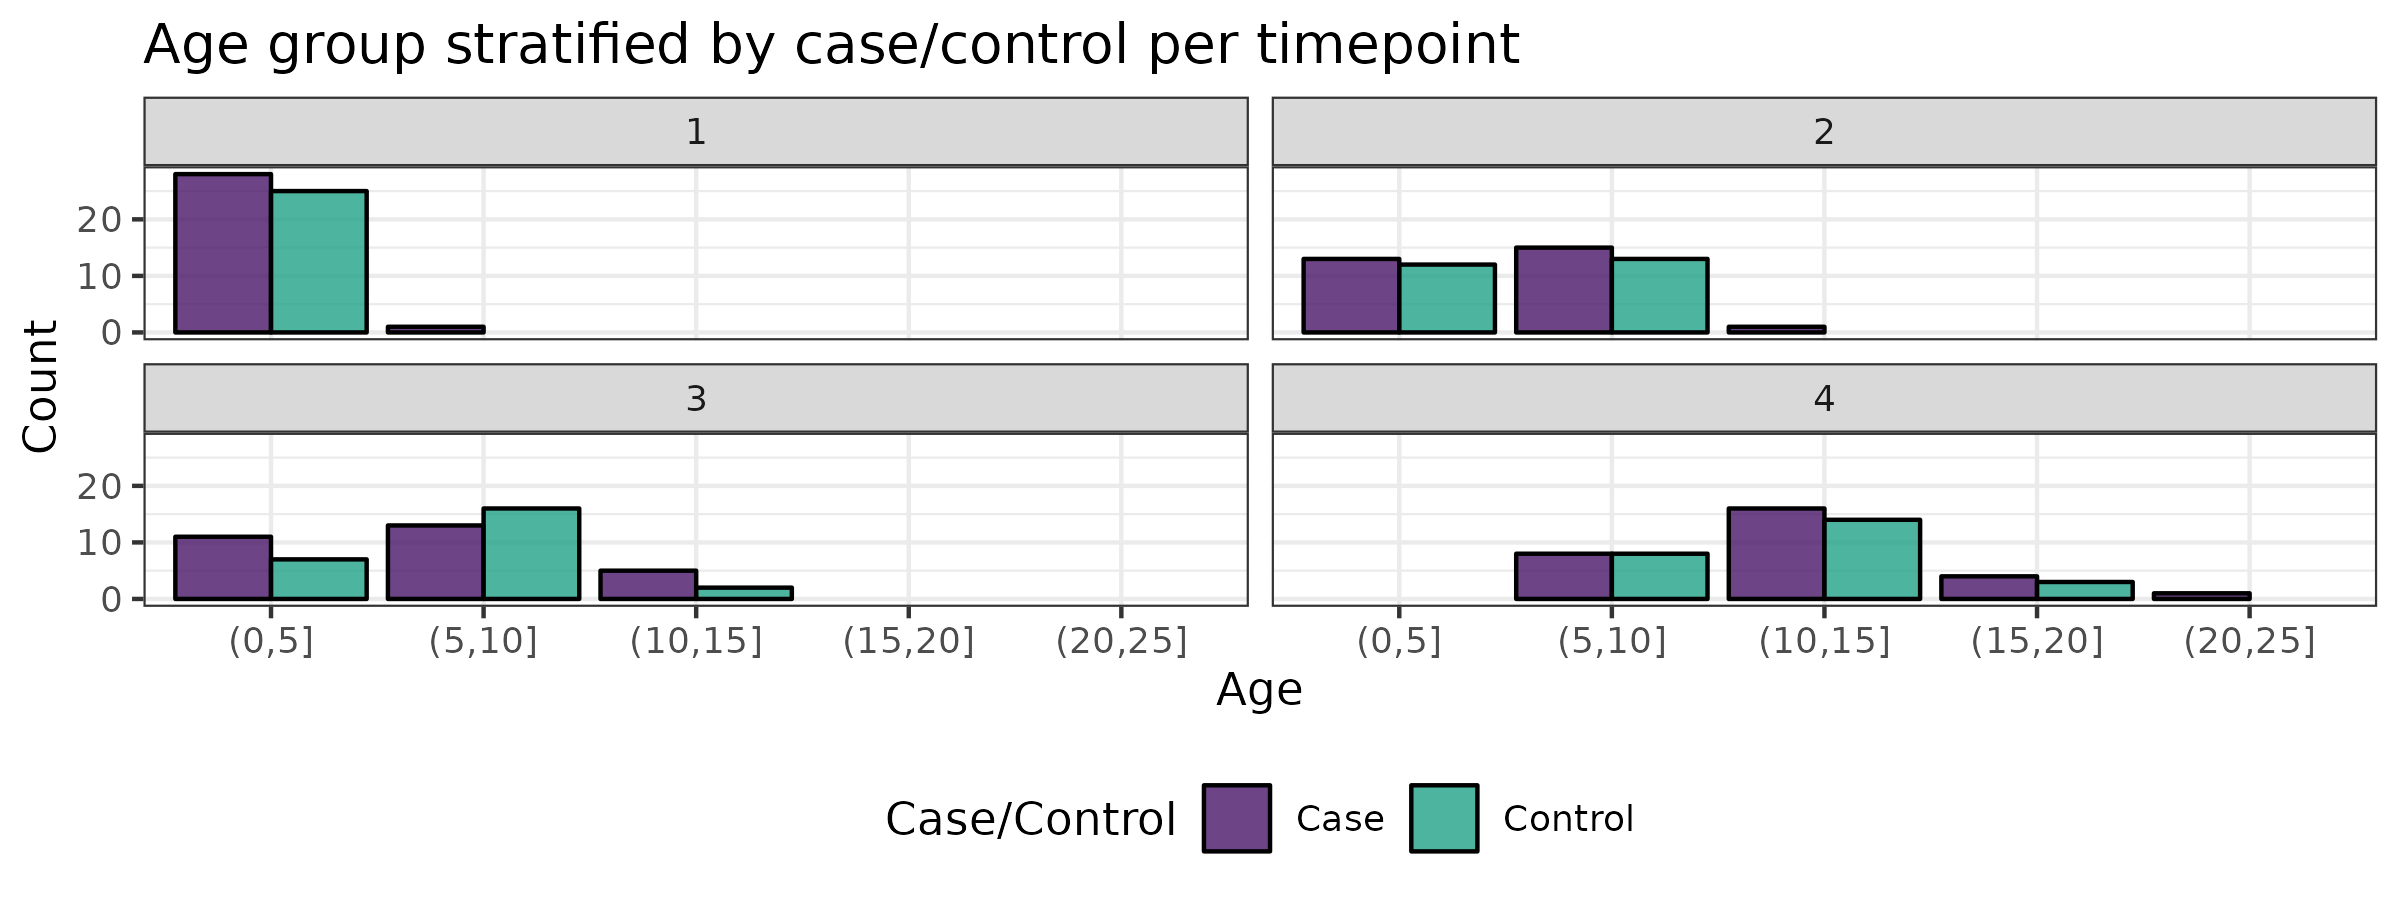 Age group stratified by case/control per timepoint
1
2
20
10
0
3
4
20
10
0
Count
(0,5] (5,10] (10,15] (15,20] (20,25] (0,5] (5,10] (10,15] (15,20] (20,25]
Age
Case/Control Case Control